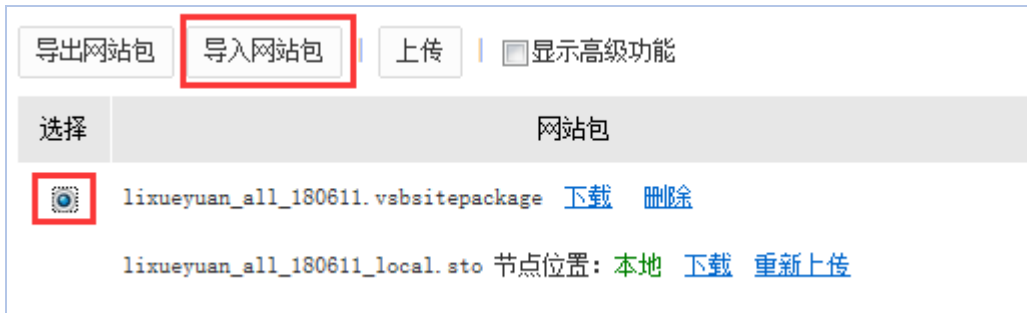 导出网站包 导入网站包 | 上传 | 显示高级功能
选择 网站包
lixueyuan_all_180611.vsbsitepackage 下载 删除
lixueyuan_all_180611_local.sto 节点位置：本地 下载 重新上传